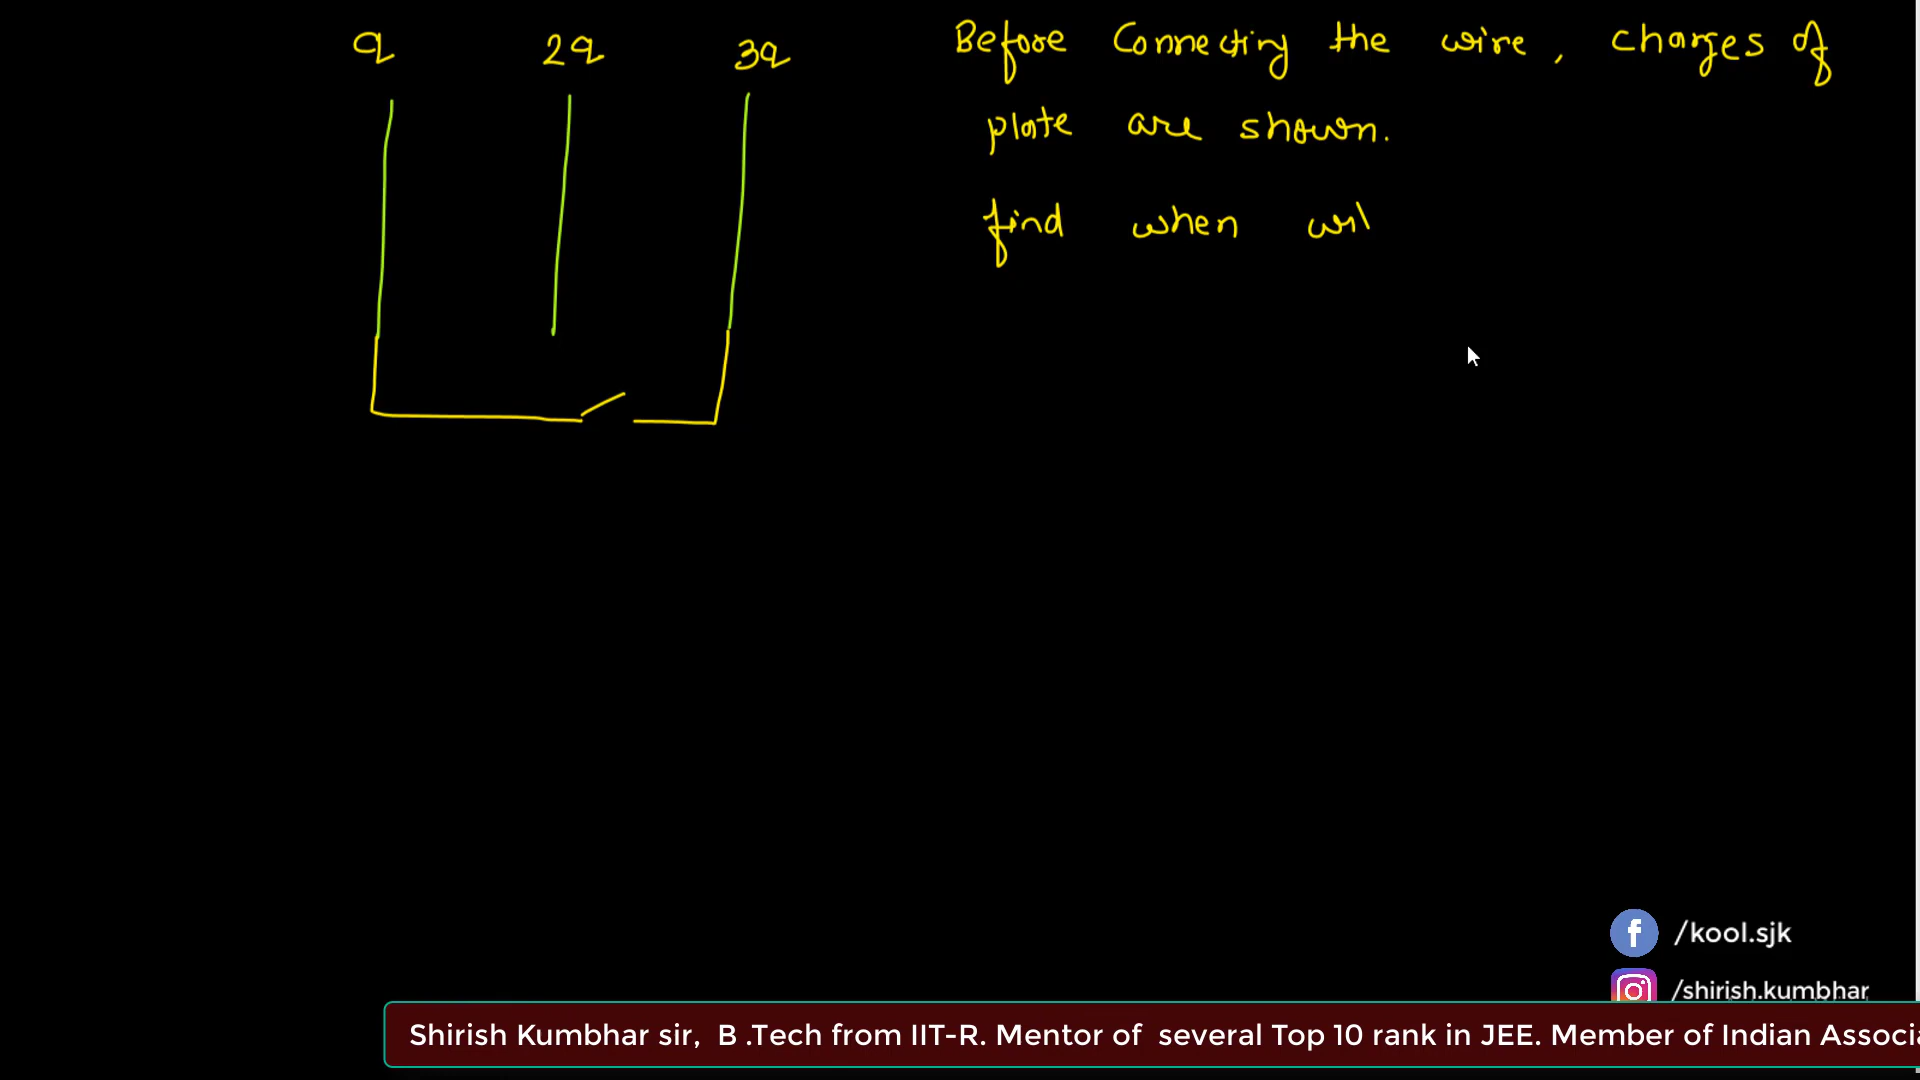 q 2q 3q
Before Connecting the wire, charges of
plate are shown.
find when wil
/kool.sjk
/shirish.kumbhar
Shirish Kumbhar sir, B .Tech from IIT-R. Mentor of several Top 10 rank in JEE. Member of Indian Associa